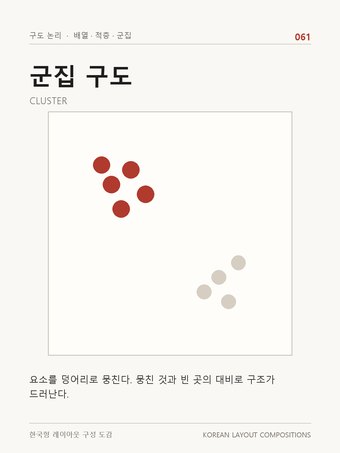 구도 논리 · 배열 · 적층 · 군집
061
군집 구도
CLUSTER
요소를 덩어리로 뭉친다. 뭉친 것과 빈 곳의 대비로 구조가
드러난다.
한국형 레이아웃 구성 도감
KOREAN LAYOUT COMPOSITIONS